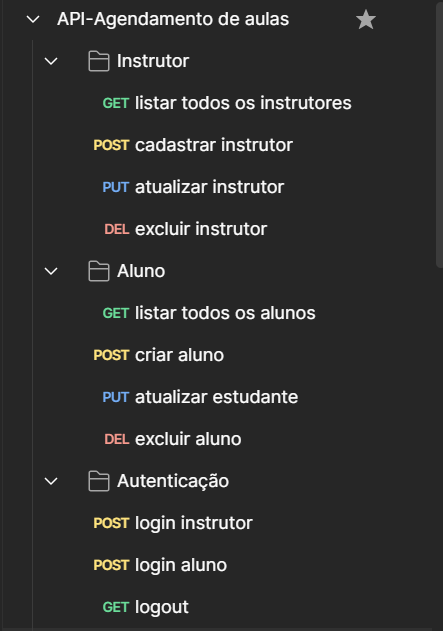 API-Agendamento de aulas
Instrutor
GET listar todos os instrutores
POST cadastrar instrutor
PUT atualizar instrutor
DEL excluir instrutor
Aluno
GET listar todos os alunos
POST criar aluno
PUT atualizar estudante
DEL excluir aluno
Autenticação
POST login instrutor
POST login aluno
GET logout